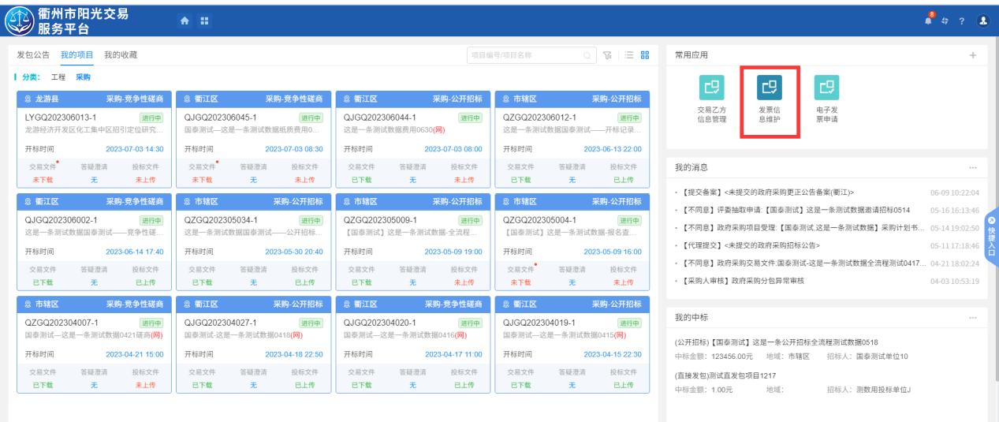 衢州市阳光交易
服务平台
8
?
发包公告 我的项目 我的收藏
项目编号/项目名称
分类: 工程 采购
龙游县 采购-竞争性磋商
LYGQ202306013-1 进行中
龙游经济开发区化工集中区招引定位研究...
开标时间 2023-07-03 14:30
交易文件 答疑澄清 投标文件
未下载 无 未上传
衢江区 采购-竞争性磋商
QJGQ202306045-1 进行中
国泰测试—这是一条测试数据纸质费用0...
开标时间 2023-07-03 08:30
交易文件 答疑澄清 投标文件
未下载 无 未上传
衢江区 采购-公开招标
QJGQ202306044-1 进行中
这是一条测试数据费用0630(网)
开标时间 2023-07-03 08:00
交易文件 答疑澄清 投标文件
已下载 无 未上传
市辖区 采购-公开招标
QZGQ202306012-1 进行中
这是一条测试数据国泰测试——开标记录...
开标时间 2023-06-13 22:00
交易文件 答疑澄清 投标文件
已下载 无 已上传
衢江区 采购-竞争性磋商
QJGQ202306002-1 进行中
这是一条测试数据国泰测试——竞争性磋...
开标时间 2023-06-14 17:40
交易文件 答疑澄清 投标文件
已下载 无 已上传
市辖区 采购-公开招标
QZGQ202305034-1 进行中
这是一条测试数据国泰测试——公开招标...
开标时间 2023-05-30 20:40
交易文件 答疑澄清 投标文件
已下载 无 已上传
市辖区 采购-公开招标
QZGQ202305009-1 进行中
【国泰测试】这是一条测试数据-全流程...
开标时间 2023-05-09 19:00
交易文件 答疑澄清 投标文件
已下载 无 未上传
市辖区 采购-公开招标
QZGQ202305004-1 进行中
【国泰测试】这是一条测试数据-报名查...
开标时间 2023-05-09 16:00
交易文件 答疑澄清 投标文件
未下载 无 未上传
市辖区 采购-竞争性磋商
QZGQ202304007-1 进行中
国泰测试—这是一条测试数据0421磋商(网)
开标时间 2023-04-21 15:00
交易文件 答疑澄清 投标文件
已下载 无 未上传
衢江区 采购-公开招标
QJGQ202304027-1 进行中
国泰测试-这是一条测试数据0418(网)
开标时间 2023-04-18 22:50
交易文件 答疑澄清 投标文件
已下载 无 已上传
衢江区 采购-竞争性磋商
QJGQ202304020-1 进行中
国泰测试—这是一条测试数据0416(网)
开标时间 2023-04-17 11:00
交易文件 答疑澄清 投标文件
已下载 无 已上传
衢江区 采购-公开招标
QJGQ202304019-1 进行中
国泰测试—这是一条测试数据0415(网)
开标时间 2023-04-15 22:30
交易文件 答疑澄清 投标文件
已下载 无 已上传
常用应用
交易乙方
信息管理
发票信
息维护
电子发
票申请
我的消息
【提交备案】<未提交的政府采购更正公告备案(衢江)> 06-09 10:22:04
【不同意】评委抽取申请:【国泰测试】这是一条测试数据邀请招标0514 05-16 16:13:46
【不同意】政府采购项目受理:【国泰测试,这是一条测试数据】采购计划书... 05-14 19:02:50
【代理提交】<未提交的政府采购招标公告> 05-11 17:18:46
【不同意】政府采购交易文件:国泰测试-这是一条测试数据全流程测试0417... 04-21 18:02:24
【采购人审核】政府采购分包异常审核 04-03 10:53:19
快捷入口
我的中标
(公开招标)【国泰测试】这是一条公开招标全流程测试数据0518
中标金额: 123456.00元 地域: 市辖区 招标人: 国泰测试单位10
(直接发包)测试直发包项目1217
中标金额: 1.00元 地域: 招标人: 测数用投标单位J